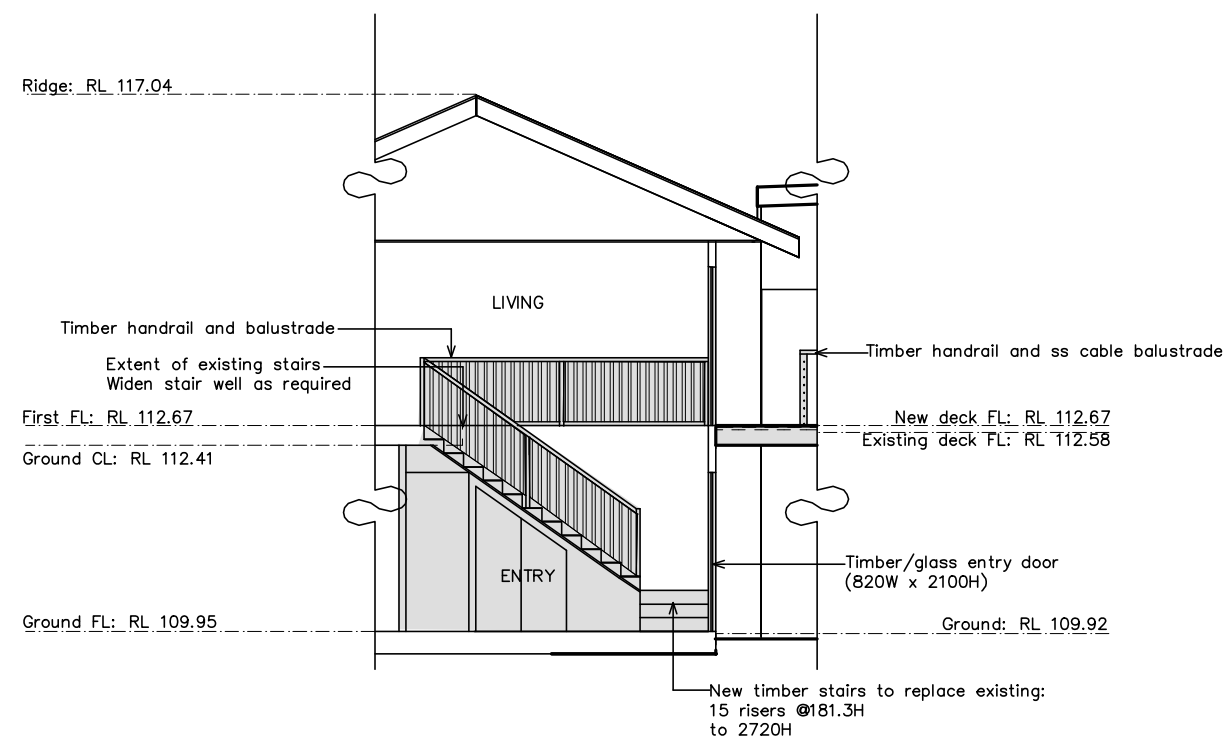 Ridge: RL 117.04
LIVING
Timber handrail and balustrade
Timber handrail and ss cable balustrade
Extent of existing stairs
Widen stair well as required
First FL: RL 112.67
New deck FL: RL 112.67
Existing deck FL: RL 112.58
Ground CL: RL 112.41
Timber/glass entry door
(820W x 2100H)
ENTRY
Ground FL: RL 109.95
Ground: RL 109.92
New timber stairs to replace existing:
15 risers @181.3H
to 2720H